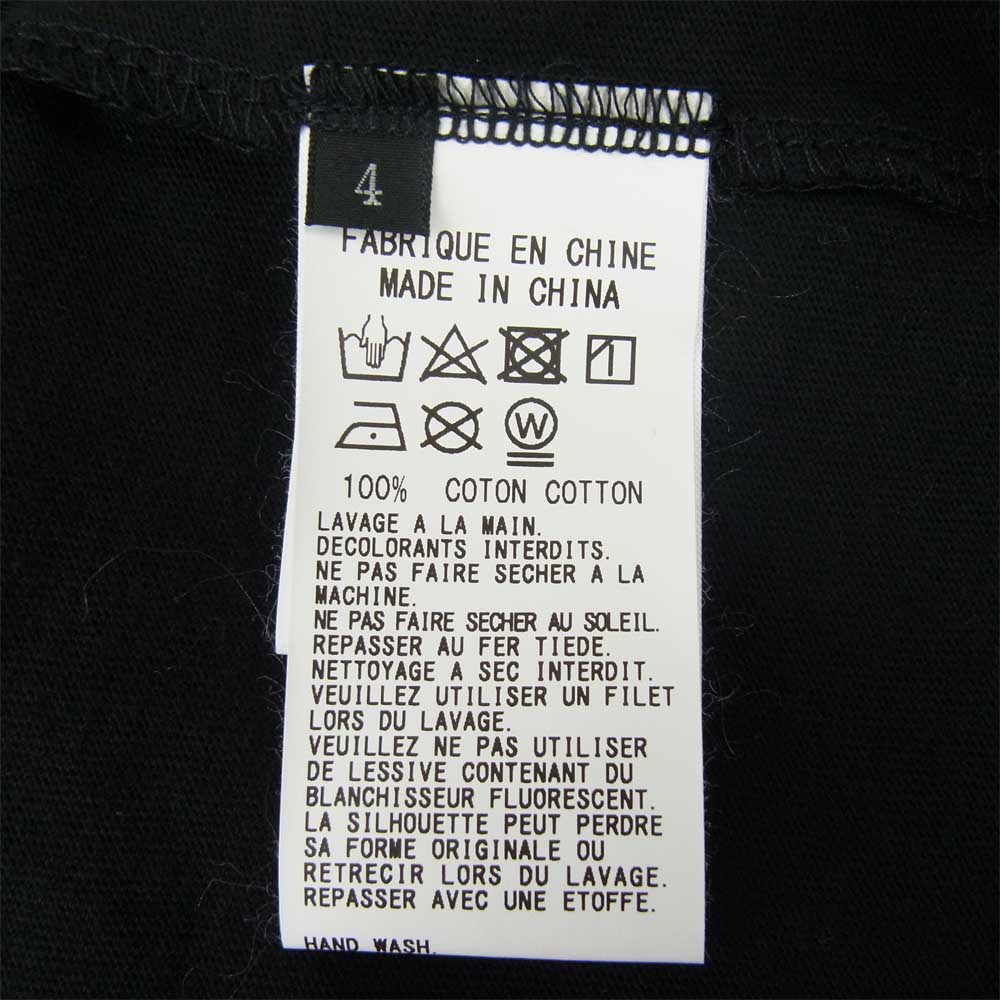 4
FABRIQUE EN CHINE
MADE IN CHINA
1
W
100% COTON COTTON
LAVAGE A LA MAIN.
DECOLORANTS INTERDITS.
NE PAS FAIRE SECHER A LA
MACHINE.
NE PAS FAIRE SECHER AU SOLEIL.
REPASSER AU FER TIEDE.
NETTOYAGE A SEC INTERDIT.
VEUILLEZ UTILISER UN FILET
LORS DU LAVAGE.
VEUILLEZ NE PAS UTILISER
DE LESSIVE CONTENANT DU
BLANCHISSEUR FLUORESCENT.
LA SILHOUETTE PEUT PERDRE
SA FORME ORIGINALE OU
RETRECIR LORS DU LAVAGE.
REPASSER AVEC UNE ETOFFE.
HAND WASH.